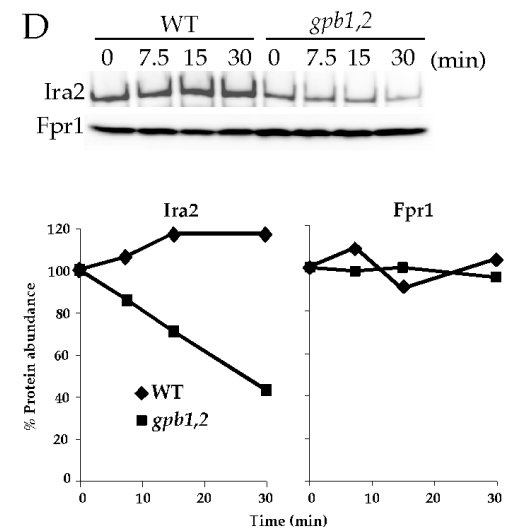 D
WT gpb1,2
0 7.5 15 30 0 7.5 15 30 (min)
Ira2
Fpr1
Ira2 Fpr1
120
100
80
60
40
20
0
% Protein abundance
WT
gpb1,2
0 10 20 30 0 10 20 30
Time (min)